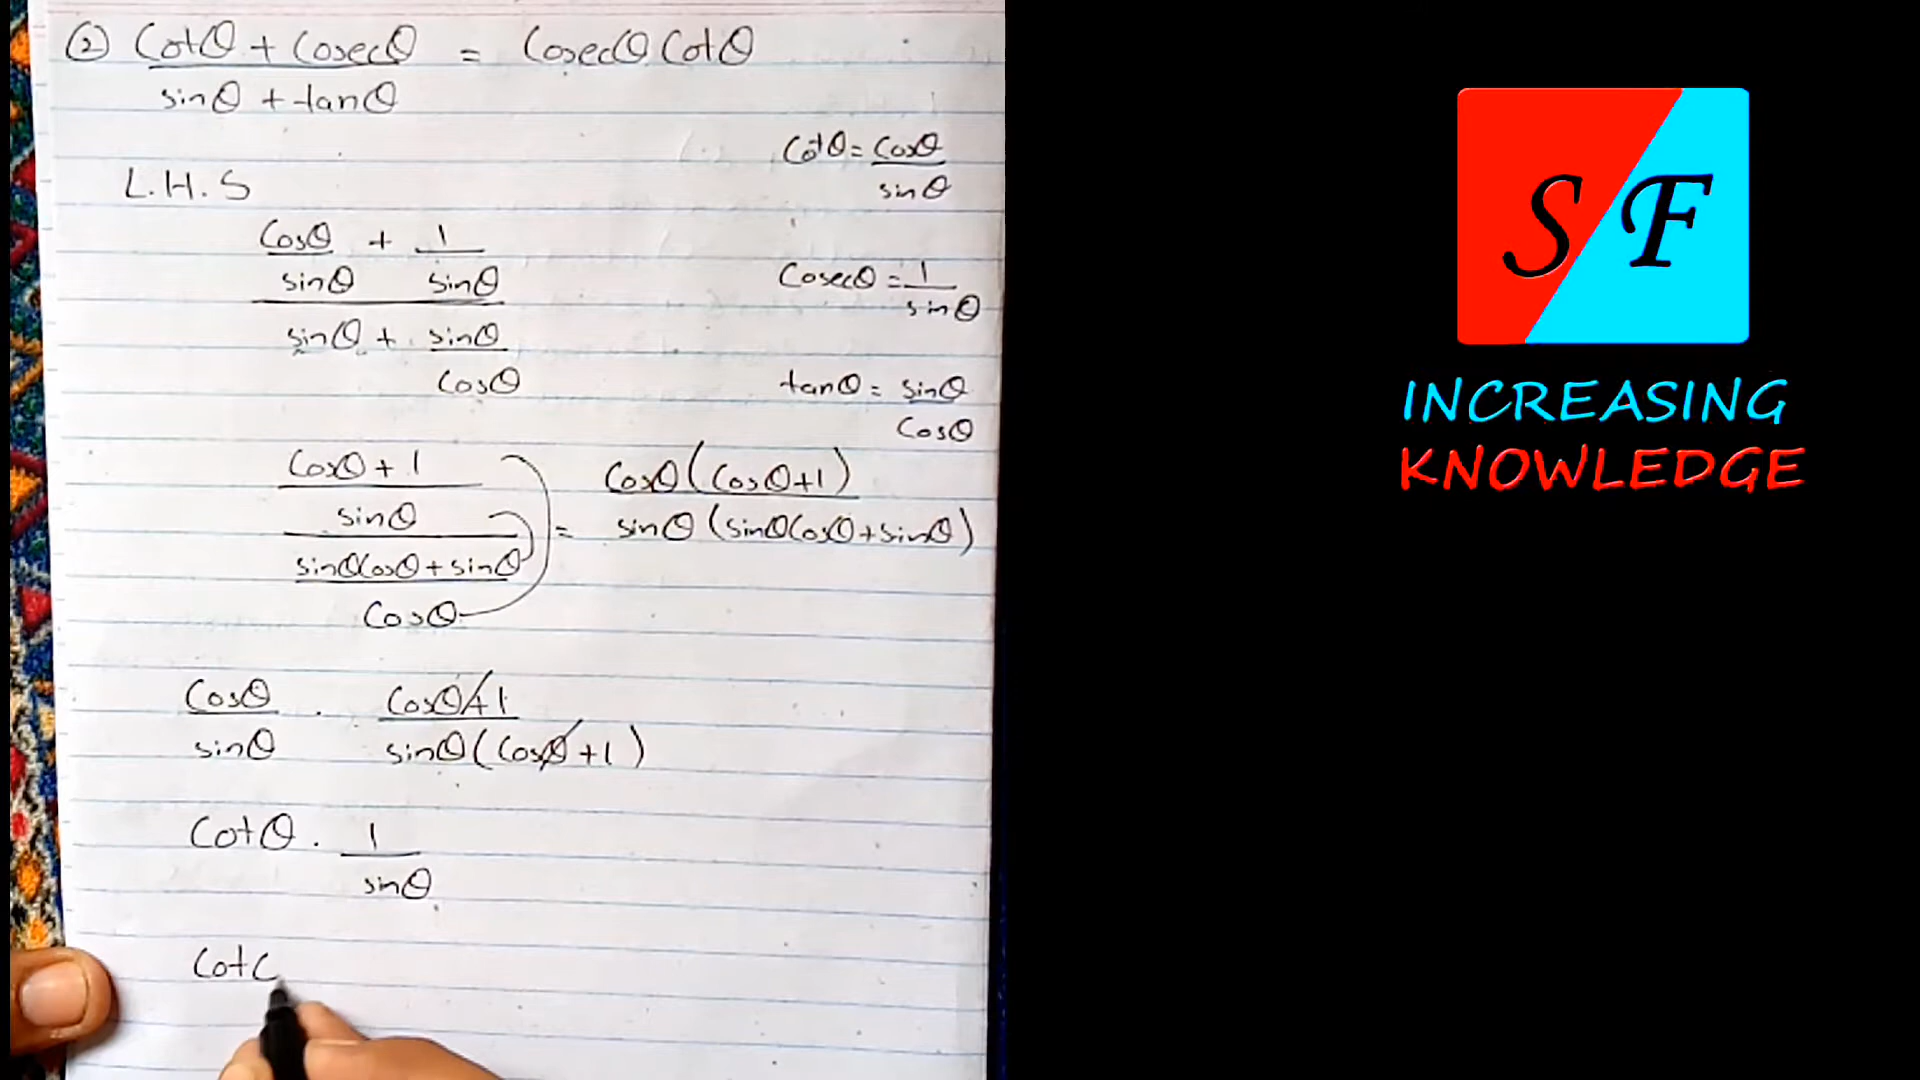 ② Cotθ + Cosecθ = Cosecθ Cotθ
sinθ + tanθ
L.H.S
Cosθ + 1
sinθ sinθ
sinθ + sinθ
Cosθ
Cotθ = Cosθ
sinθ
Cosecθ = 1
sinθ
tanθ = sinθ
Cosθ
Cosθ + 1
sinθ
sinθCosθ + sinθ
Cosθ
= Cosθ (Cosθ+1)
sinθ (sinθCosθ + sinθ)
Cosθ . Cosθ+1
sinθ sinθ (Cosθ +1)
Cotθ . 1
sinθ
Cot
S F
INCREASING
KNOWLEDGE